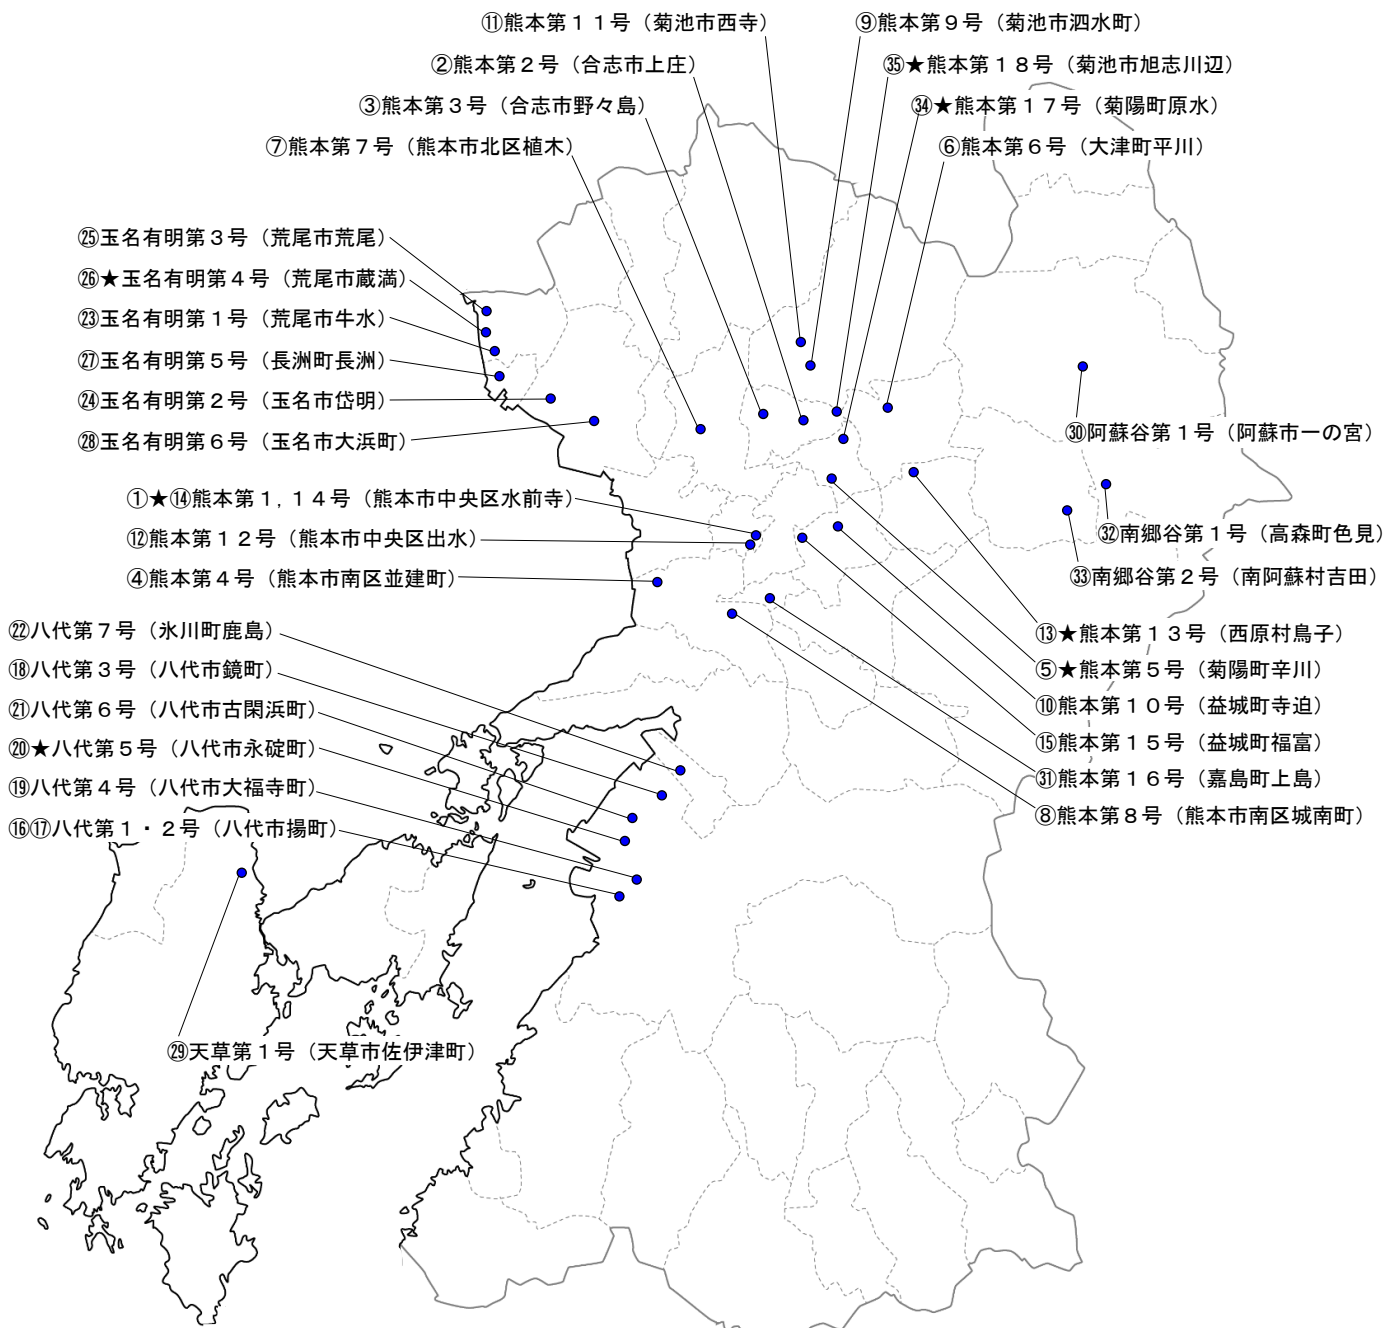 ⑪熊本第１１号（菊池市西寺）
⑨熊本第９号（菊池市泗水町）
②熊本第２号（合志市上庄）
㉟★熊本第１８号（菊池市旭志川辺）
③熊本第３号（合志市野々島）
㉞★熊本第１７号（菊陽町原水）
⑦熊本第７号（熊本市北区植木）
⑥熊本第６号（大津町平川）
㉕玉名有明第３号（荒尾市荒尾）
㉖★玉名有明第４号（荒尾市蔵満）
㉓玉名有明第１号（荒尾市牛水）
㉗玉名有明第５号（長洲町長洲）
㉔玉名有明第２号（玉名市岱明）
㉘玉名有明第６号（玉名市大浜町）
㉚阿蘇谷第１号（阿蘇市一の宮）
①★⑭熊本第１，１４号（熊本市中央区水前寺）
⑫熊本第１２号（熊本市中央区出水）
㉜南郷谷第１号（高森町色見）
④熊本第４号（熊本市南区並建町）
㉝南郷谷第２号（南阿蘇村吉田）
㉒八代第７号（氷川町鹿島）
⑬★熊本第１３号（西原村鳥子）
⑱八代第３号（八代市鏡町）
⑤★熊本第５号（菊陽町辛川）
㉑八代第６号（八代市古閑浜町）
⑩熊本第１０号（益城町寺迫）
⑳★八代第５号（八代市永碇町）
⑮熊本第１５号（益城町福富）
⑲八代第４号（八代市大福寺町）
㉛熊本第１６号（嘉島町上島）
⑯⑰八代第１・２号（八代市揚町）
⑧熊本第８号（熊本市南区城南町）
㉙天草第１号（天草市佐伊津町）